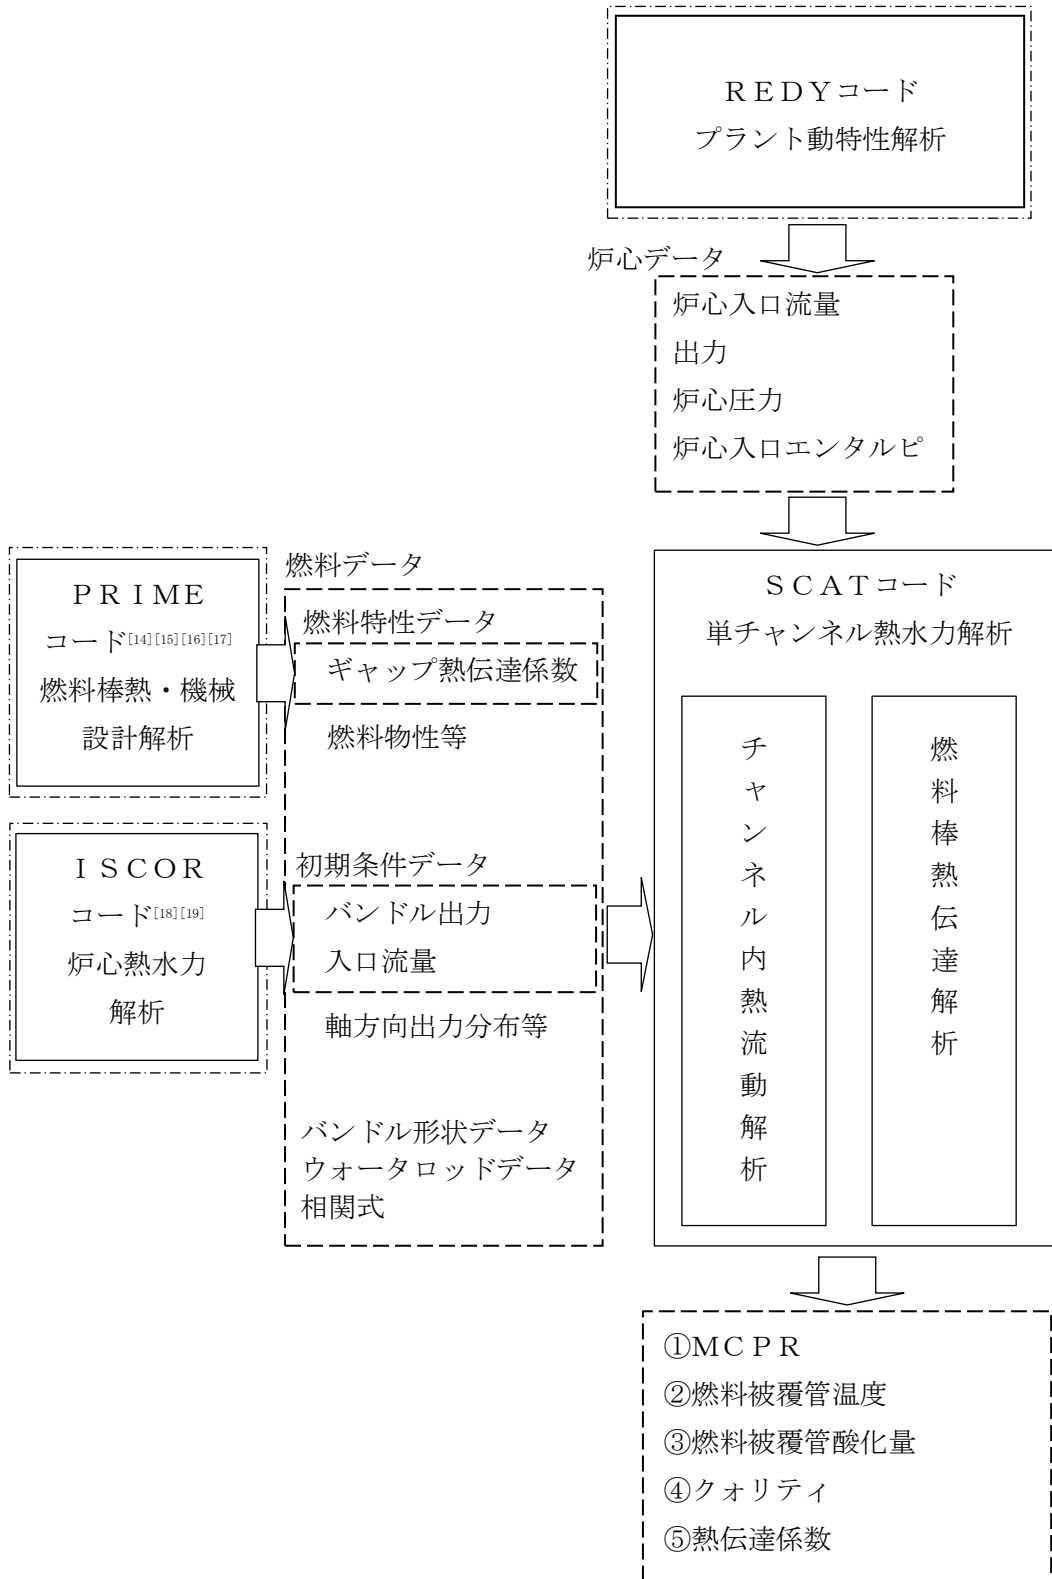 ＲＥＤＹコード
プラント動特性解析
炉心データ
炉心入口流量
出力
炉心圧力
炉心入口エンタルピ
ＰＲＩＭＥ
コード[14][15][16][17]
燃料棒熱・機械
設計解析
ＩＳＣＯＲ
コード[18][19]
炉心熱水力
解析
燃料データ
燃料特性データ
ギャップ熱伝達係数
燃料物性等
初期条件データ
バンドル出力
入口流量
軸方向出力分布等
バンドル形状データ
ウォータロッドデータ
相関式
ＳＣＡＴコード
単チャンネル熱水力解析
チャンネル内熱流動解析
燃料棒熱伝達解析
①ＭＣＰＲ
②燃料被覆管温度
③燃料被覆管酸化量
④クォリティ
⑤熱伝達係数